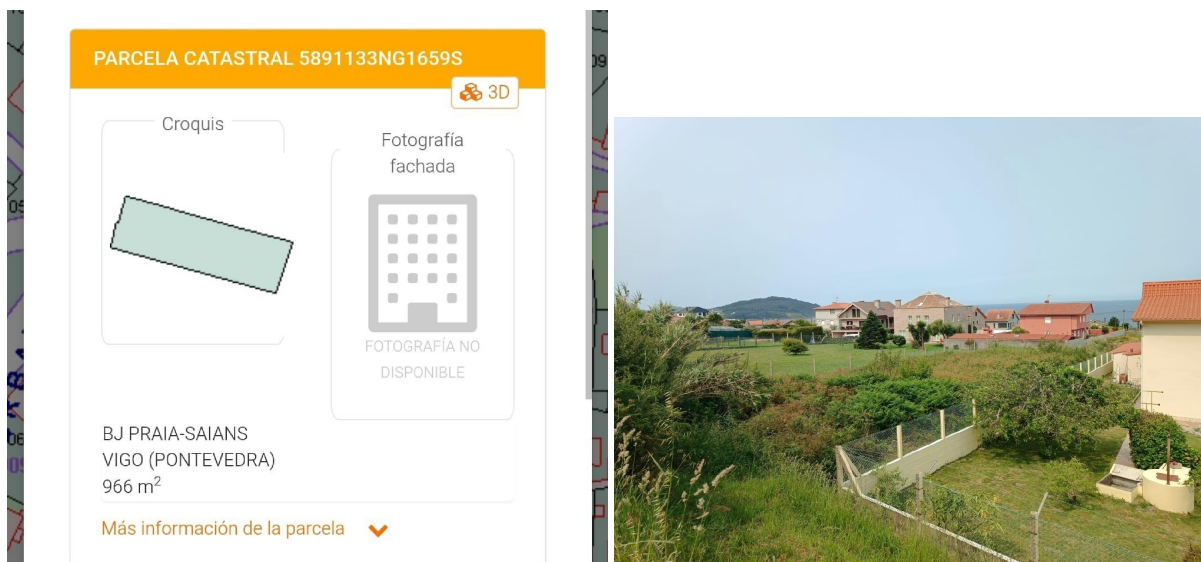 PARCELA CATASTRAL 5891133NG1659S
3D
Croquis
Fotografía
fachada
FOTOGRAFÍA NO
DISPONIBLE
BJ PRAIA-SAIANS
VIGO (PONTEVEDRA)
966 m²
Más información de la parcela